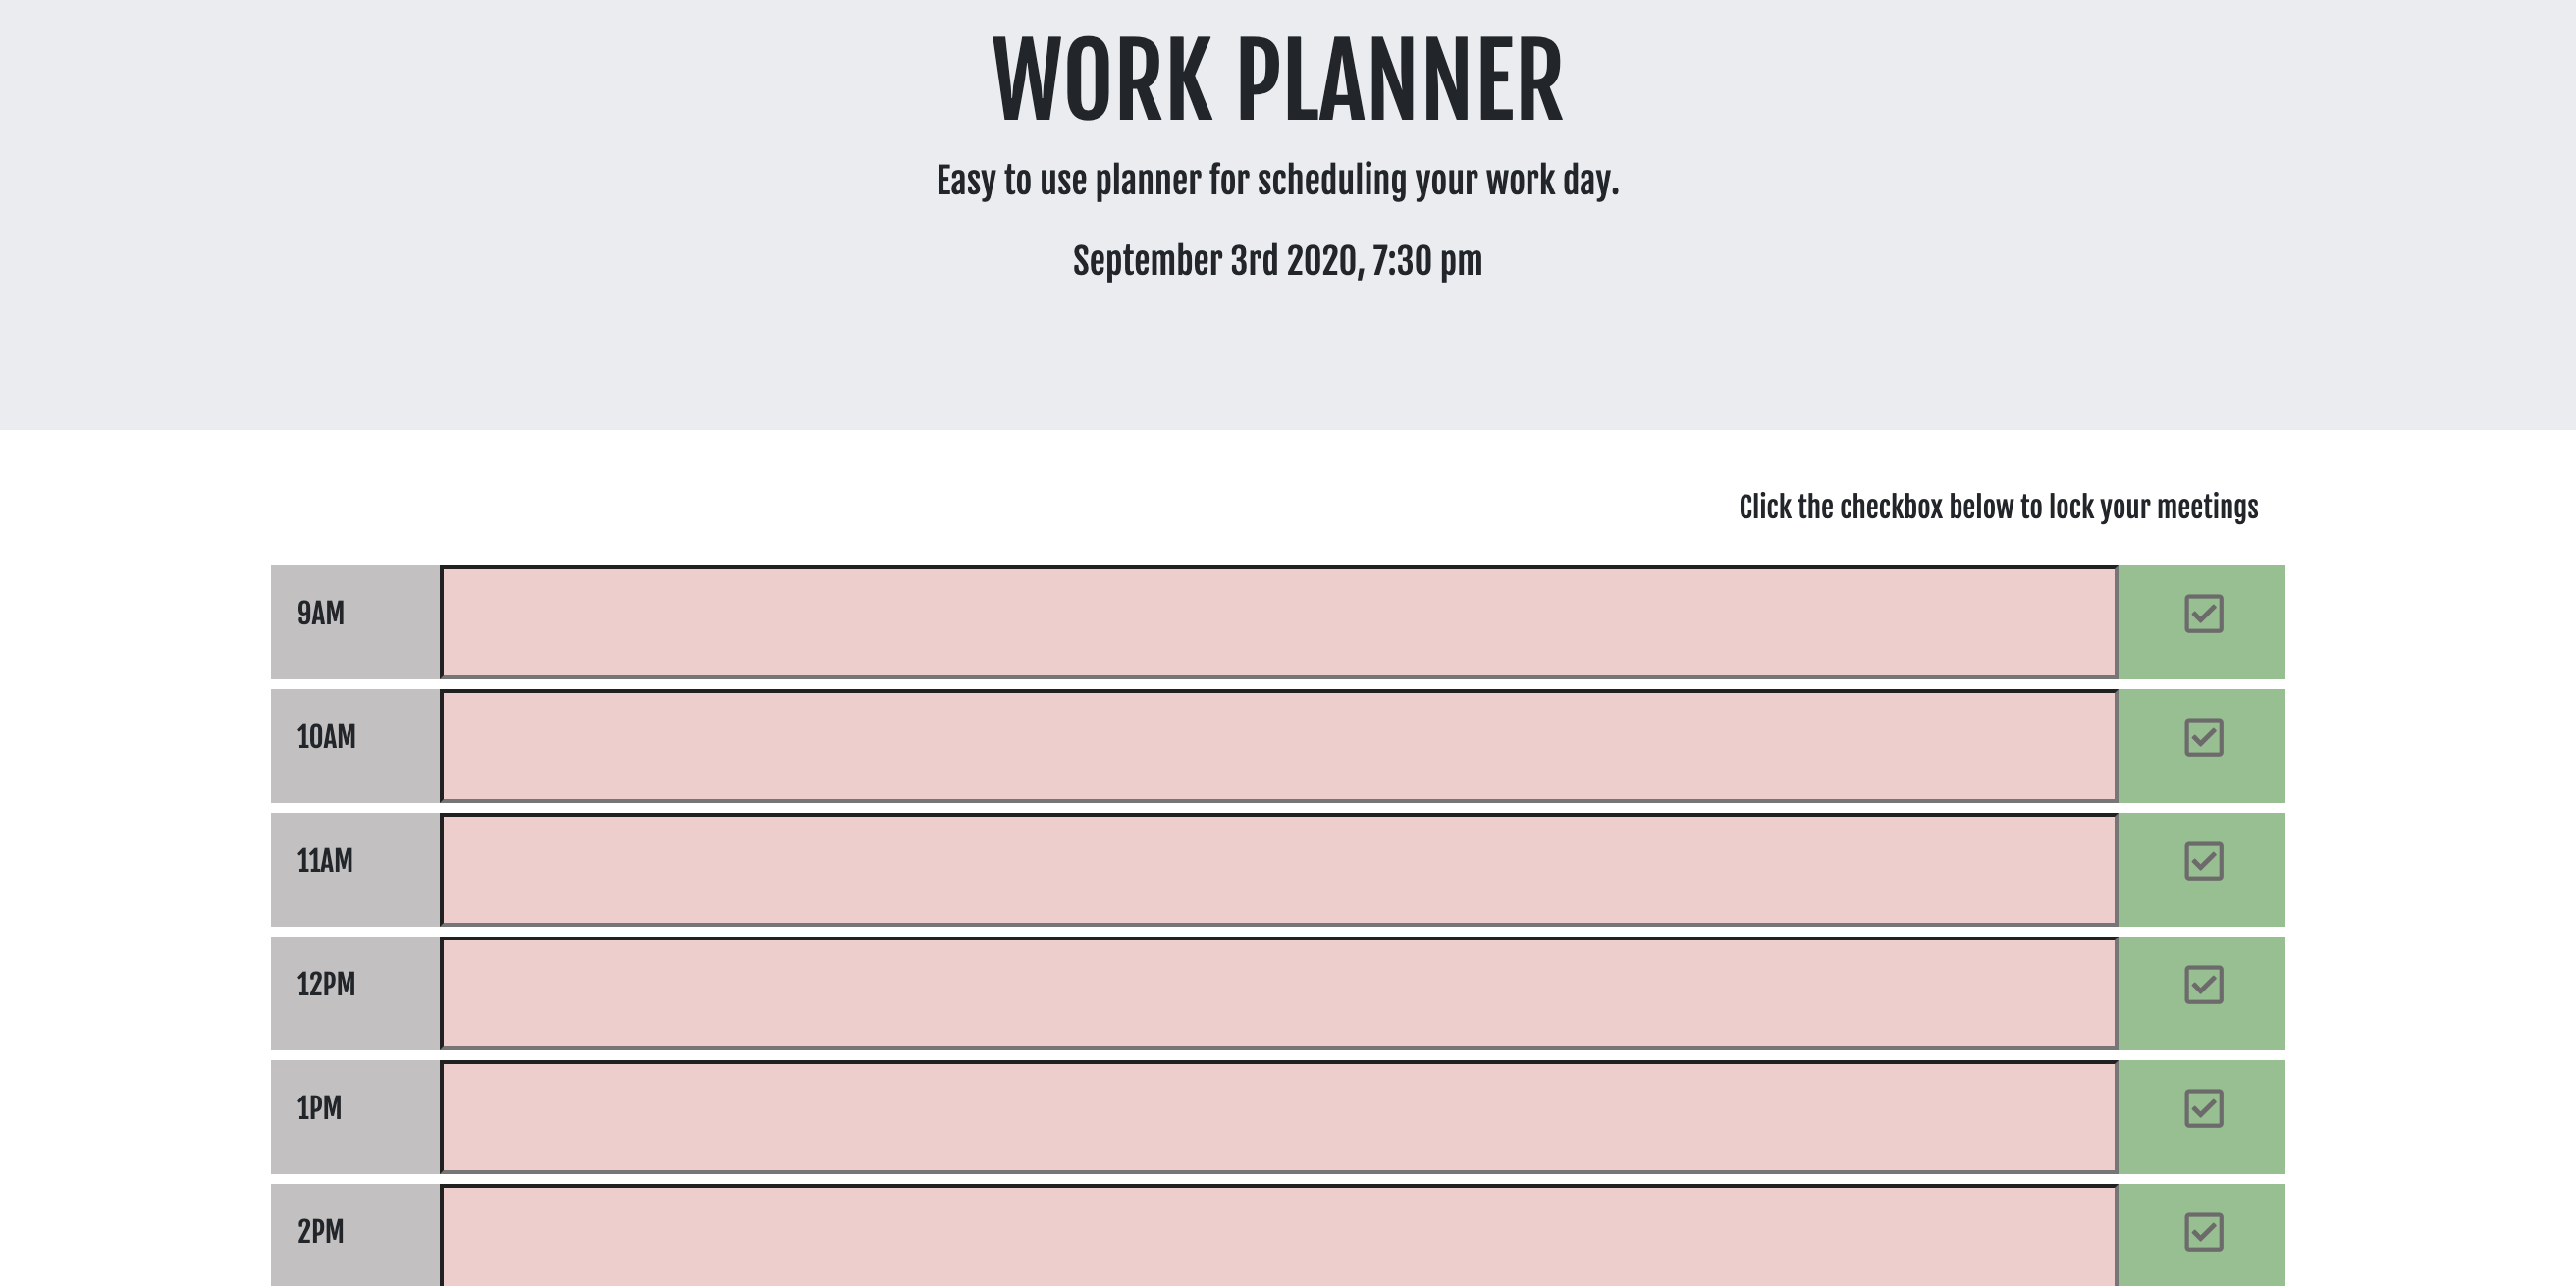 WORK PLANNER
Easy to use planner for scheduling your work day.
September 3rd 2020, 7:30 pm
Click the checkbox below to lock your meetings
9AM
10AM
11AM
12PM
1PM
2PM